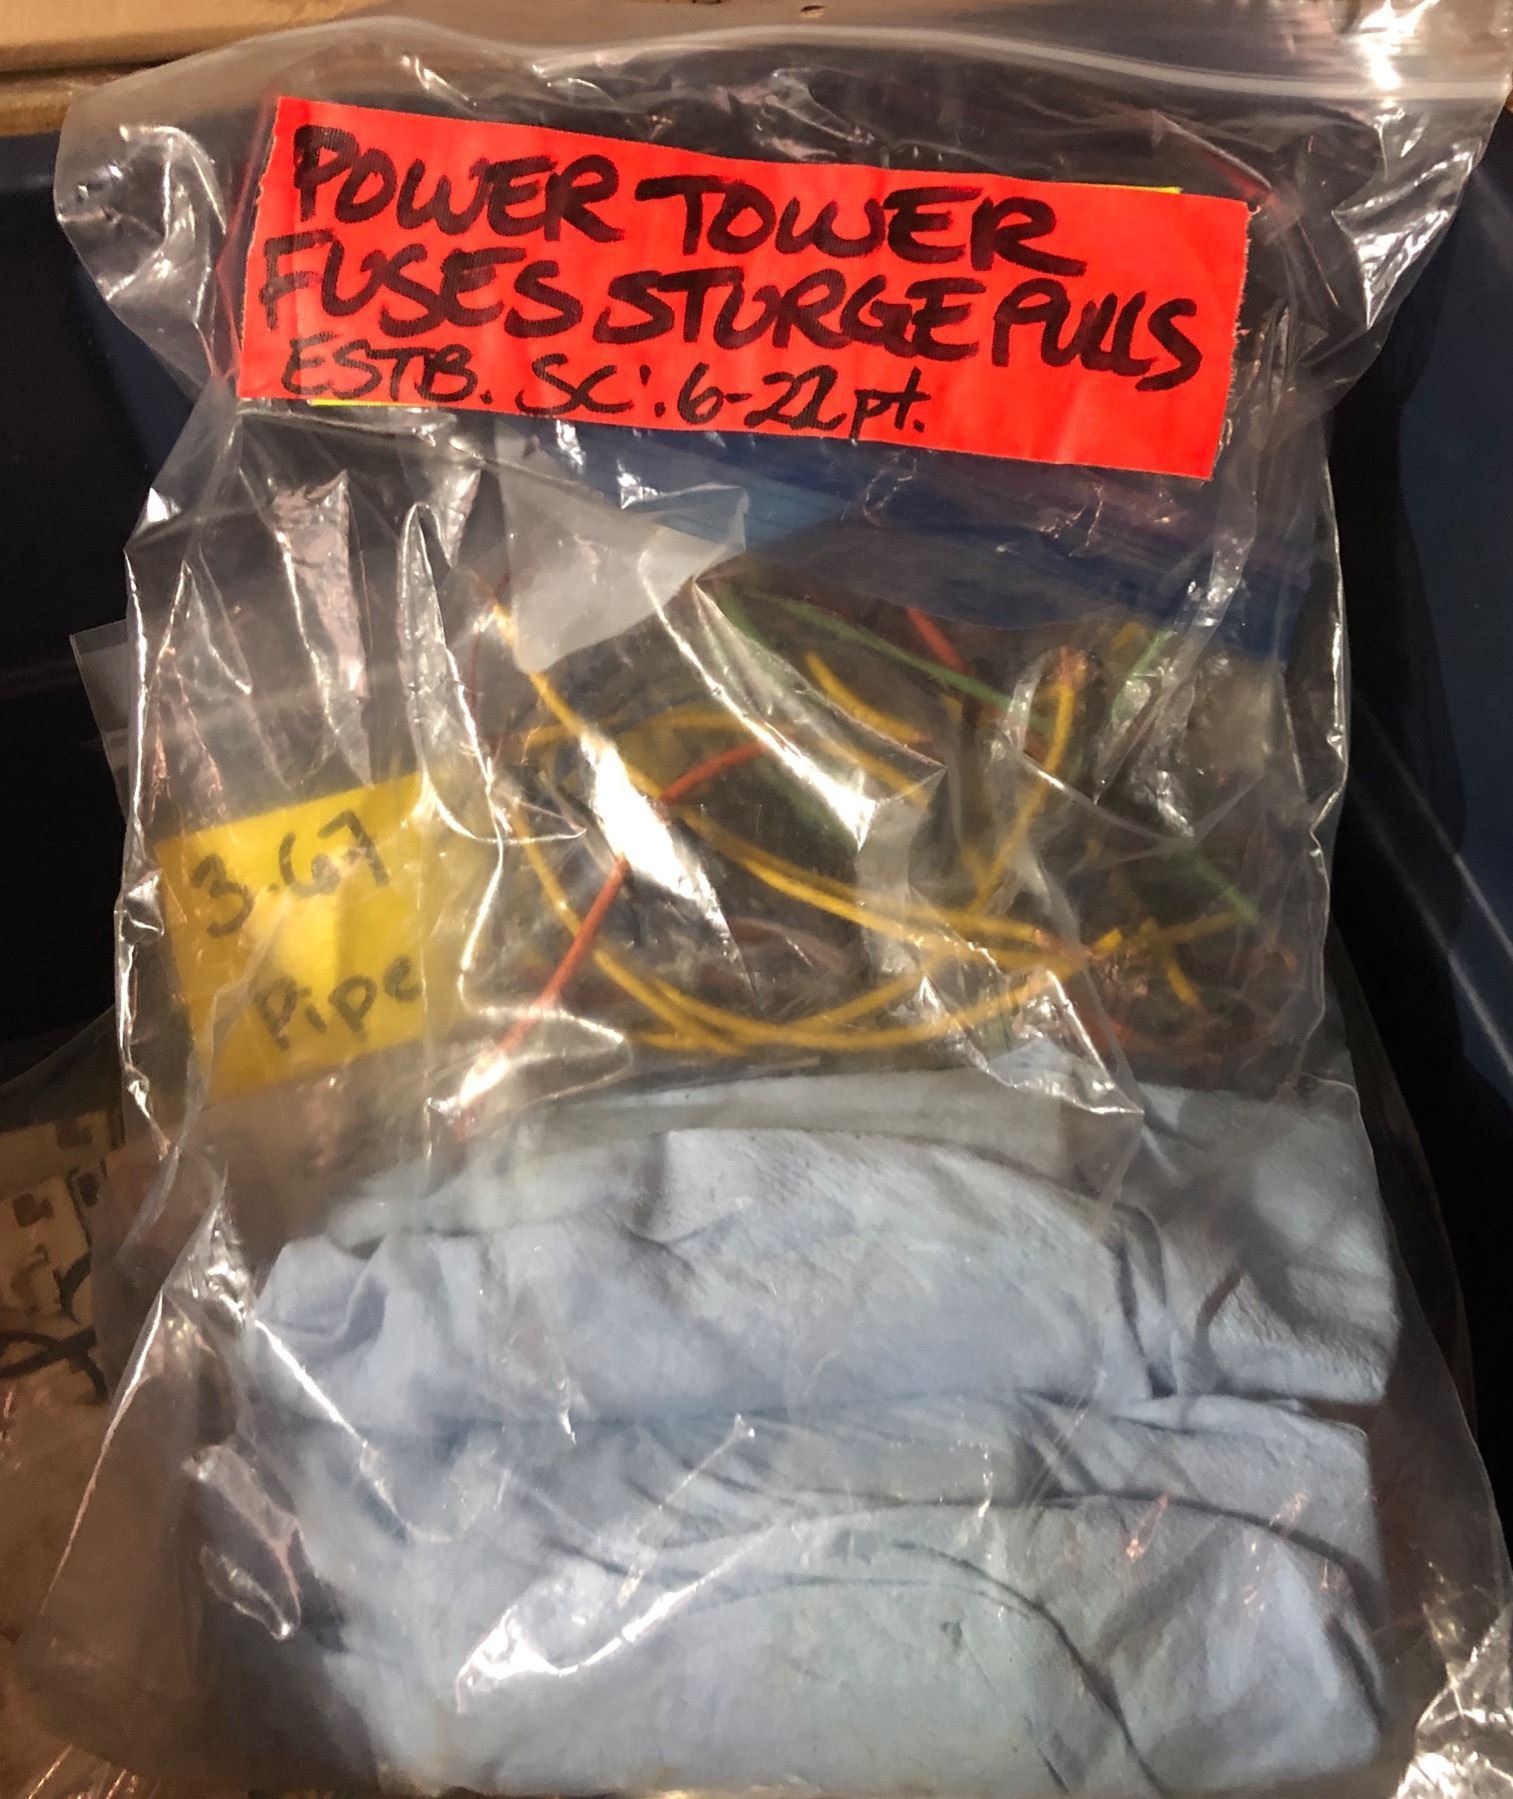 POWER TOWER
FUSES STURGE PULLS
ESTB. SC: 6-22 pt.
3.67
Pipe